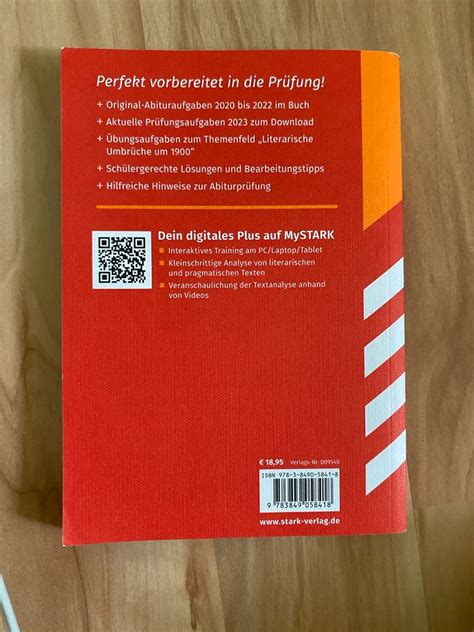 Perfekt vorbereitet in die Prüfung!
+ Original-Abituraufgaben 2020 bis 2022 im Buch
+ Aktuelle Prüfungsaufgaben 2023 zum Download
+ Übungsaufgaben zum Themenfeld „Literarische
Umbrüche um 1900“
+ Schülergerechte Lösungen und Bearbeitungstipps
+ Hilfreiche Hinweise zur Abiturprüfung
Dein digitales Plus auf MySTARK
Interaktives Training am PC/Laptop/Tablet
Kleinschrittige Analyse von literarischen
und pragmatischen Texten
Veranschaulichung der Textanalyse anhand
von Videos
€ 18,95 Verlags-Nr. D09540
ISBN 978-3-8490-5841-8
9 783849 058418
www.stark-verlag.de